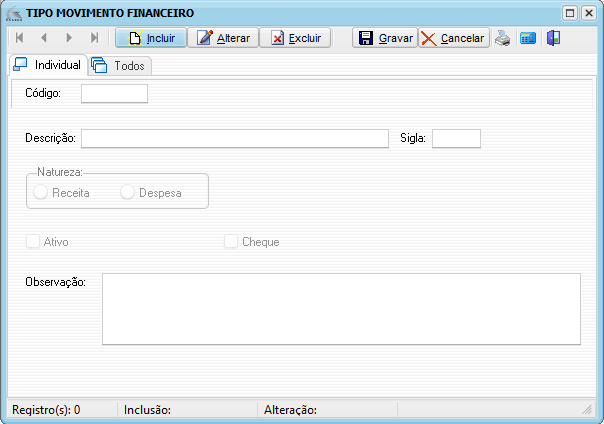 TIPO MOVIMENTO FINANCEIRO
Incluir Alterar Excluir Gravar Cancelar
Individual Todos
Código:
Descrição: Sigla:
Natureza:
Receita Despesa
Ativo Cheque
Observação:
Registro(s): 0 Inclusão: Alteração: